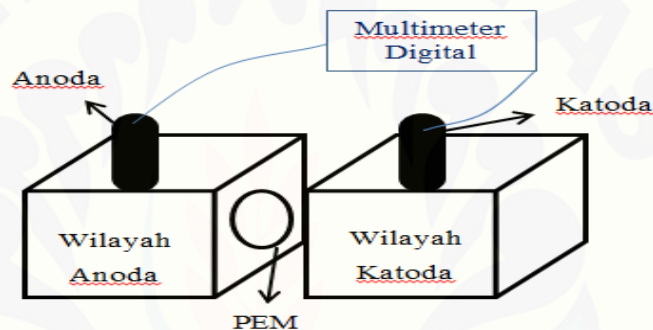 Multimeter
Digital
Anoda
Katoda
Wilayah
Anoda
Wilayah
Katoda
PEM